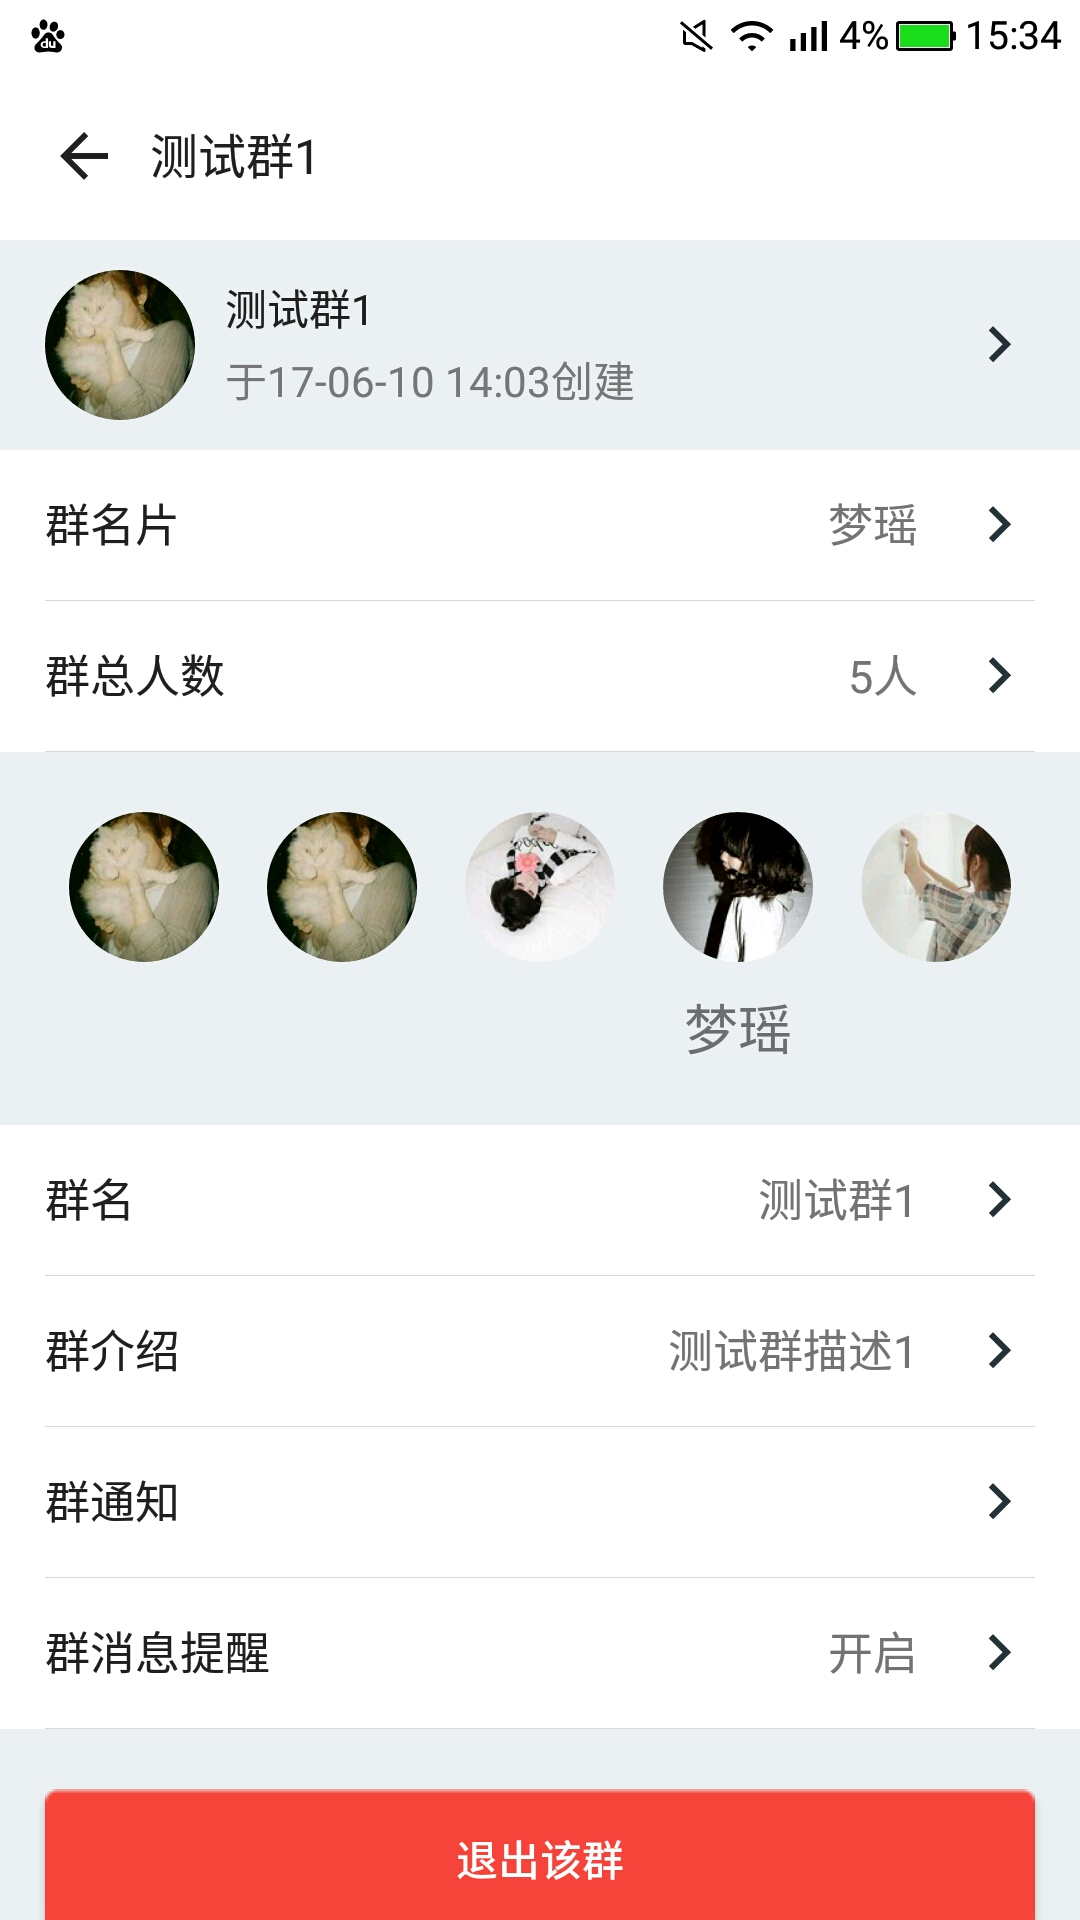 du 4% 15:34
测试群1
测试群1
于17-06-10 14:03创建
群名片 梦瑶
群总人数 5人
梦瑶
群名 测试群1
群介绍 测试群描述1
群通知
群消息提醒 开启
退出该群